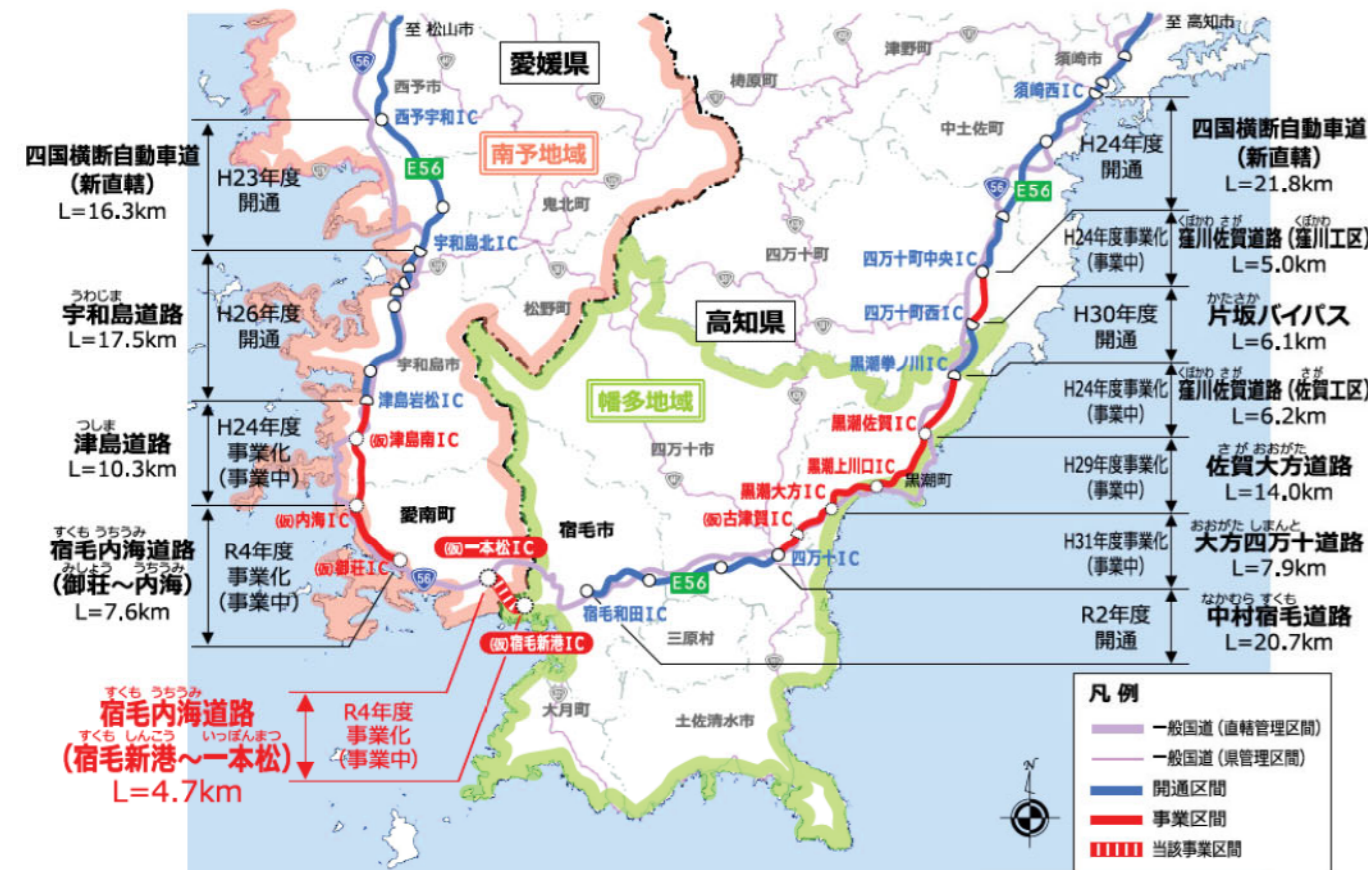 至 松山市
至 高知市
56
愛媛県
津野町
須崎市
梼原町
西予市
須崎西IC
西予宇和IC
中土佐町
四国横断自動車道
(新直轄)
L=16.3km
H23年度
開通
南予地域
E56
鬼北町
56
E56
H24年度
開通
四国横断自動車道
(新直轄)
L=21.8km
宇和島北IC
四万十町
四万十町中央IC
H24年度事業化
(事業中)
くぼかわ さが くぼかわ
窪川佐賀道路(窪川工区)
L=5.0km
うわじま
宇和島道路
L=17.5km
H26年度
開通
松野町
高知県
四万十町西IC
H30年度
開通
かたさか
片坂バイパス
L=6.1km
宇和島市
黒潮拳ノ川IC
H24年度事業化
(事業中)
くぼかわ さが さが
窪川佐賀道路(佐賀工区)
L=6.2km
津島岩松IC
幡多地域
つしま
津島道路
L=10.3km
H24年度
事業化
(事業中)
(仮)津島南IC
四万十市
黒潮佐賀IC
黒潮上川口IC
黒潮大方IC
黒潮町
H29年度事業化
(事業中)
さが おおがた
佐賀大方道路
L=14.0km
(仮)内海IC
愛南町
宿毛市
(仮)古津賀IC
すくも うちうみ
宿毛内海道路
みしょう うちうみ
(御荘～内海)
L=7.6km
R4年度
事業化
(事業中)
(仮)一本松IC
(仮)御荘IC
56
四万十IC
H31年度事業化
(事業中)
おおがた しまんと
大方四万十道路
L=7.9km
E56
宿毛和田IC
R2年度
開通
なかむら すくも
中村宿毛道路
L=20.7km
(仮)宿毛新港IC
三原村
すくも うちうみ
宿毛内海道路
すくも しんこう いっぽんまつ
(宿毛新港～一本松)
L=4.7km
R4年度
事業化
(事業中)
大月町
土佐清水市
N
凡 例
一般国道(直轄管理区間)
一般国道(県管理区間)
開通区間
事業区間
当該事業区間